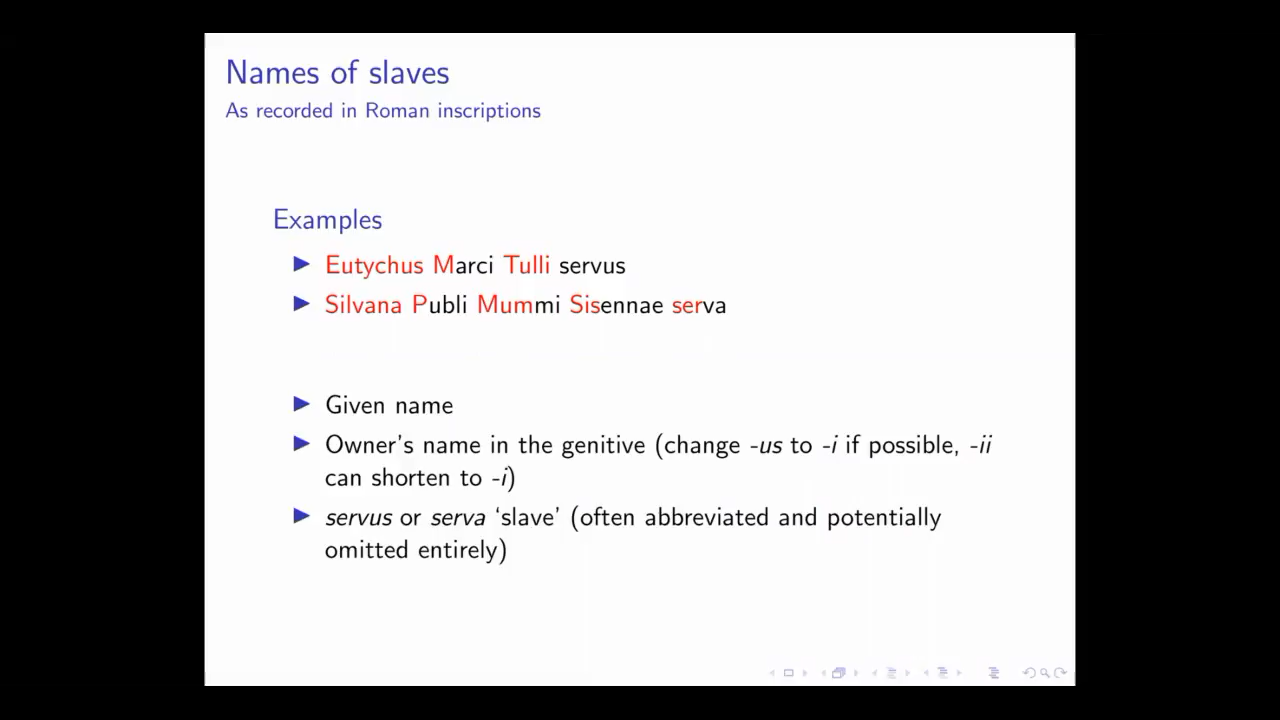 Names of slaves
As recorded in Roman inscriptions
Examples
▶ Eutychus Marci Tulli servus
▶ Silvana Publi Mummi Sisennae serva
▶ Given name
▶ Owner's name in the genitive (change -us to -i if possible, -ii
can shorten to -i)
▶ servus or serva ‘slave’ (often abbreviated and potentially
omitted entirely)